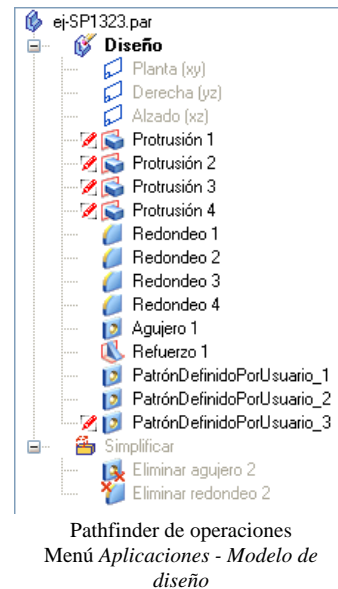 ej-SP1323.par
Diseño
Planta (xy)
Derecha (yz)
Alzado (xz)
Protrusión 1
Protrusión 2
Protrusión 3
Protrusión 4
Redondeo 1
Redondeo 2
Redondeo 3
Redondeo 4
Agujero 1
Refuerzo 1
PatrónDefinidoPorUsuario_1
PatrónDefinidoPorUsuario_2
PatrónDefinidoPorUsuario_3
Simplificar
Eliminar agujero 2
Eliminar redondeo 2
Pathfinder de operaciones
Menú Aplicaciones - Modelo de
diseño